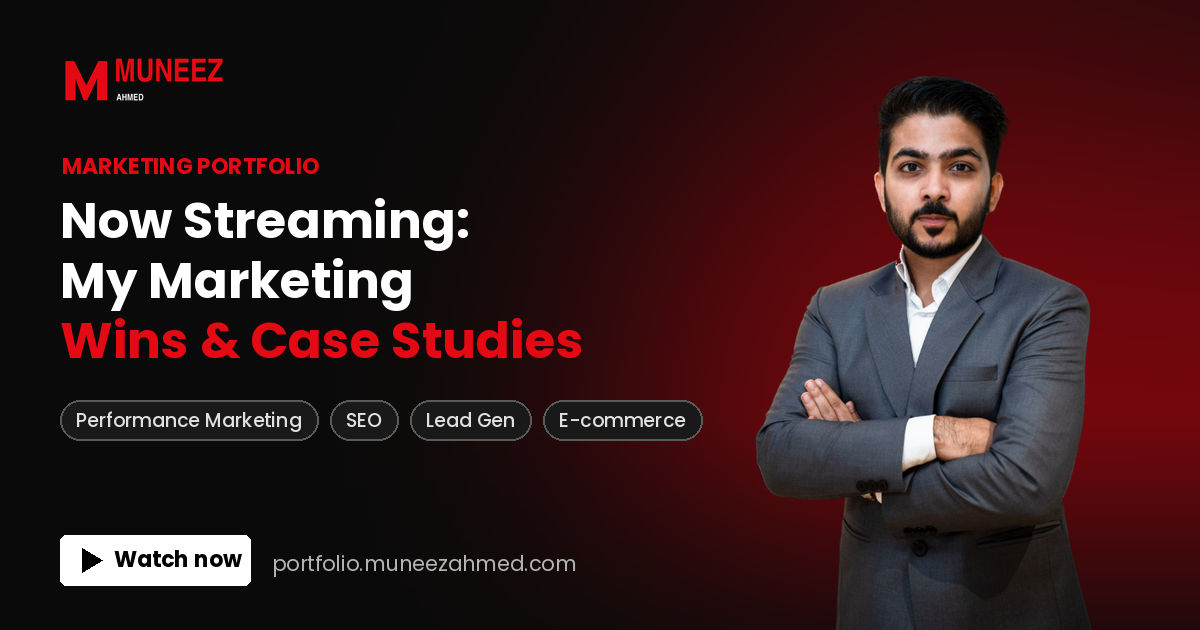 M MUNEEZ
AHMED
MARKETING PORTFOLIO
Now Streaming:
My Marketing
Wins & Case Studies
Performance Marketing
SEO
Lead Gen
E-commerce
Watch now
portfolio.muneezahmed.com